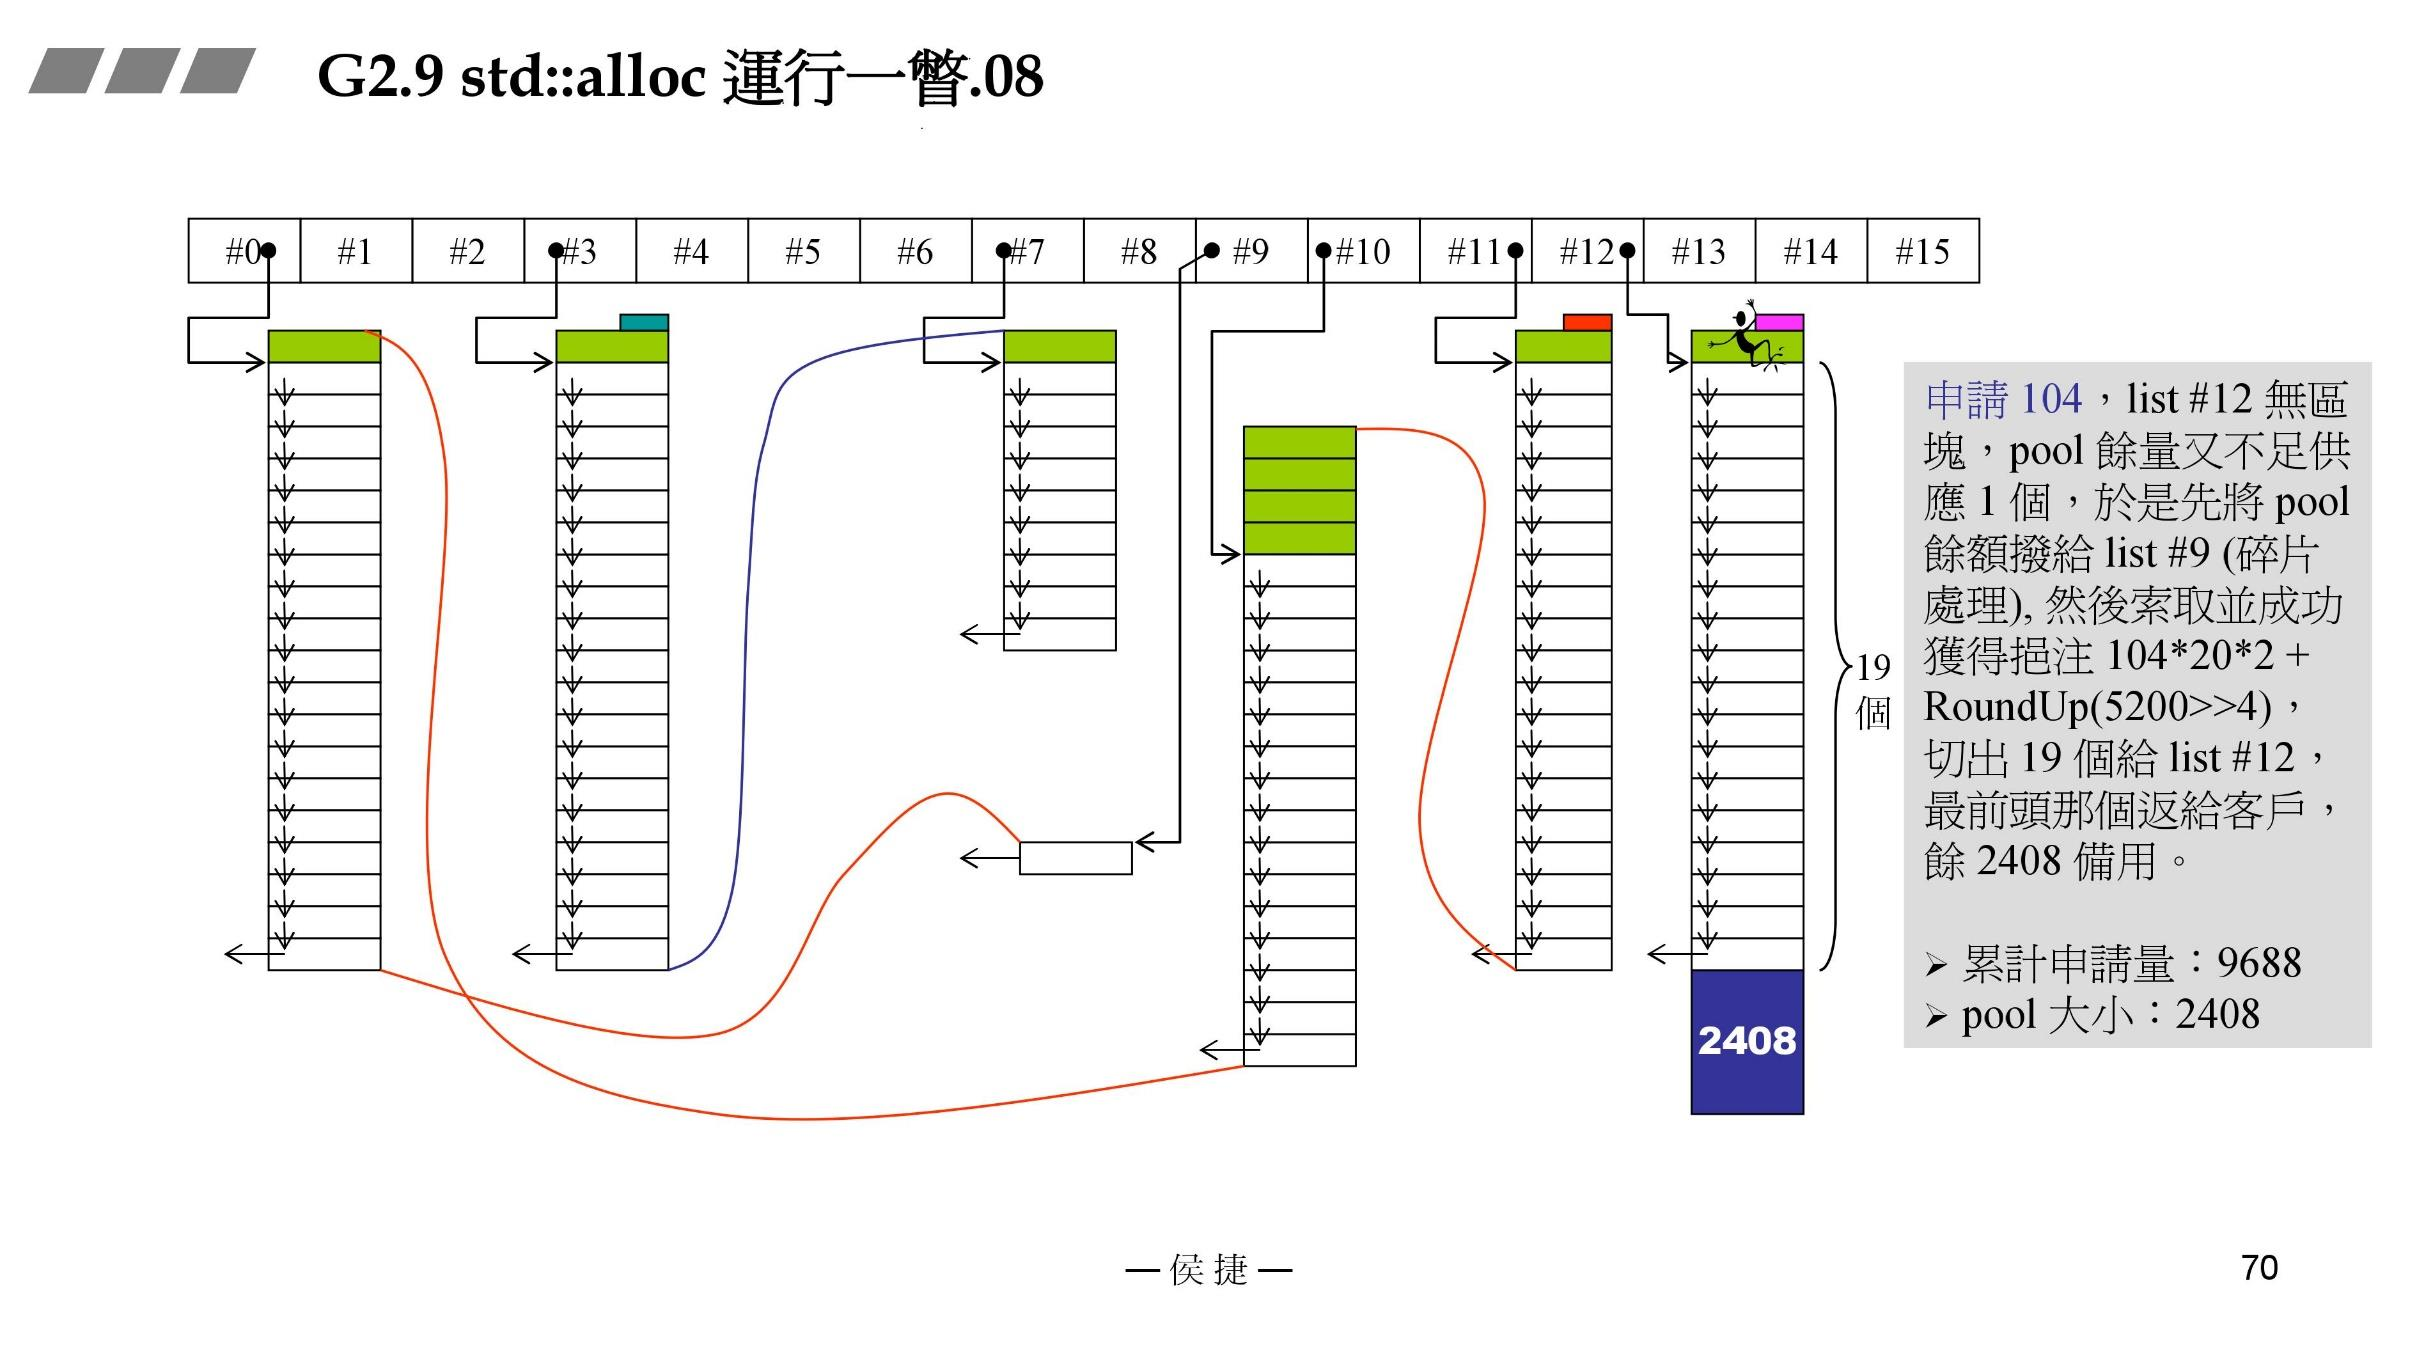 G2.9 std::alloc 運行一瞥.08
#0 #1 #2 #3 #4 #5 #6 #7 #8 #9 #10 #11 #12 #13 #14 #15
19
個
申請 104，list #12 無區
塊，pool 餘量又不足供
應 1 個，於是先將 pool
餘額撥給 list #9 (碎片
處理), 然後索取並成功
獲得挹注 104*20*2 +
RoundUp(5200>>4)，
切出 19 個給 list #12，
最前頭那個返給客戶，
餘 2408 備用。
➢ 累計申請量：9688
➢ pool 大小：2408
2408
— 侯 捷 —
70